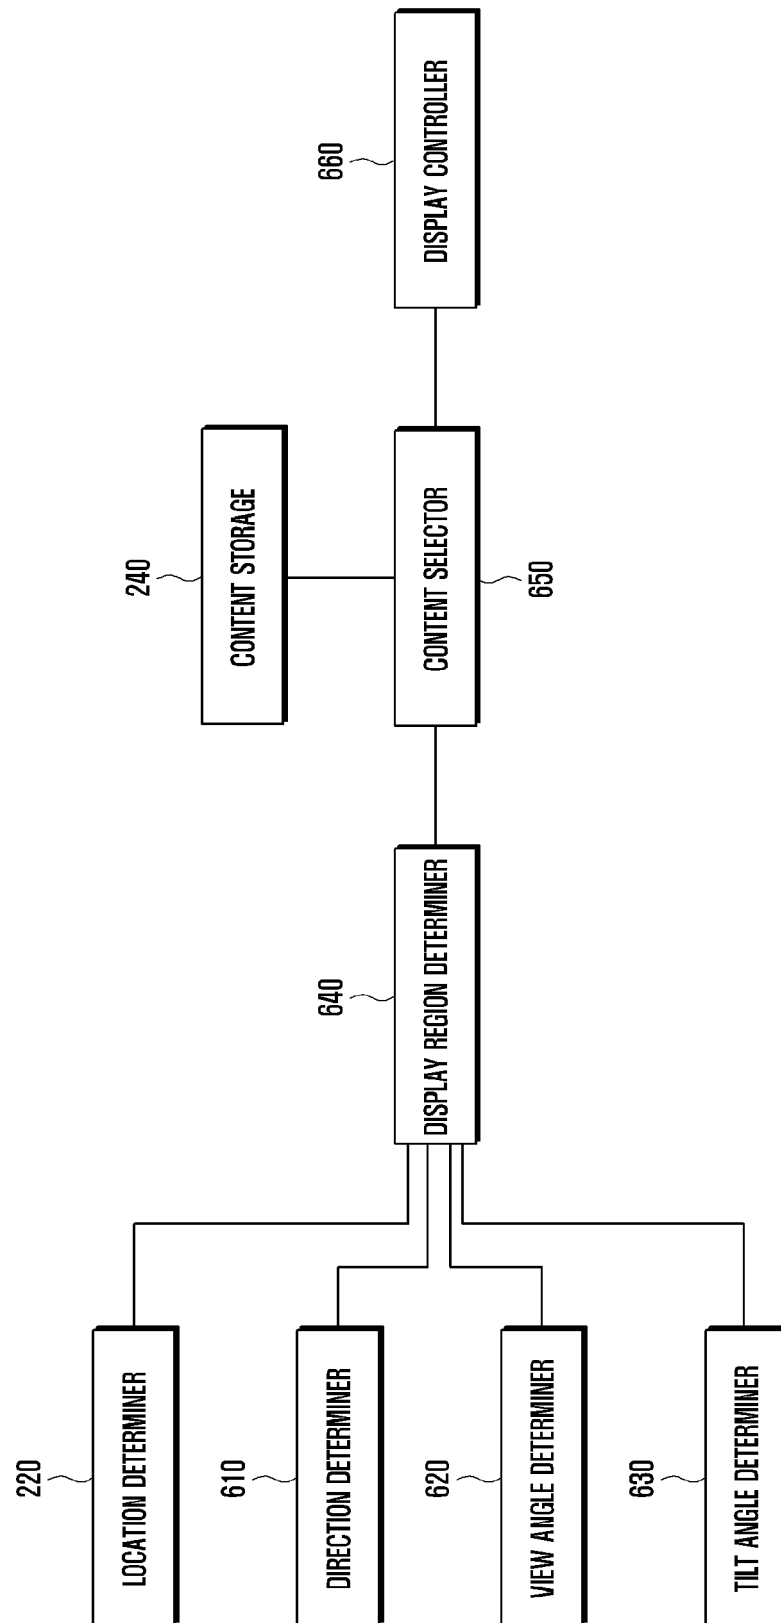 220
LOCATION DETERMINER
610
DIRECTION DETERMINER
620
VIEW ANGLE DETERMINER
630
TILT ANGLE DETERMINER
640
DISPLAY REGION DETERMINER
240
CONTENT STORAGE
CONTENT SELECTOR
650
660
DISPLAY CONTROLLER